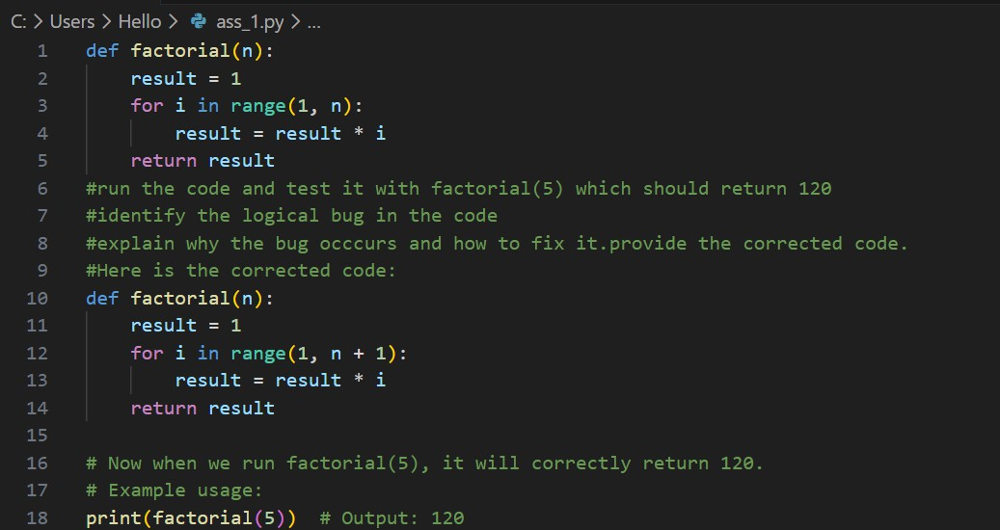 C: > Users > Hello > ass_1.py > ...
1 def factorial(n):
2     result = 1
3     for i in range(1, n):
4         result = result * i
5     return result
6 #run the code and test it with factorial(5) which should return 120
7 #identify the logical bug in the code
8 #explain why the bug occcurs and how to fix it.provide the corrected code.
9 #Here is the corrected code:
10 def factorial(n):
11     result = 1
12     for i in range(1, n + 1):
13         result = result * i
14     return result
15
16 # Now when we run factorial(5), it will correctly return 120.
17 # Example usage:
18 print(factorial(5))  # Output: 120